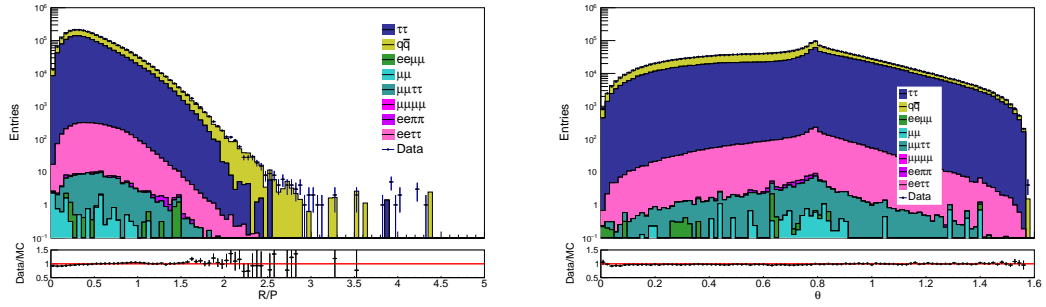 Entries
10⁶
10⁵
10⁴
10³
10²
10
1
10⁻¹
ττ
qq̅
eeμμ
μμ
μμττ
μμμμ
eeππ
eeττ
Data
Data/MC
1.5
1
0.5
0 0.5 1 1.5 2 2.5 3 3.5 4 4.5 5
R/P
Entries
10⁶
10⁵
10⁴
10³
10²
10
1
10⁻¹
ττ
qq̅
eeμμ
μμ
μμττ
μμμμ
eeππ
eeττ
Data
Data/MC
1.5
1
0.5
0 0.2 0.4 0.6 0.8 1 1.2 1.4 1.6
θ